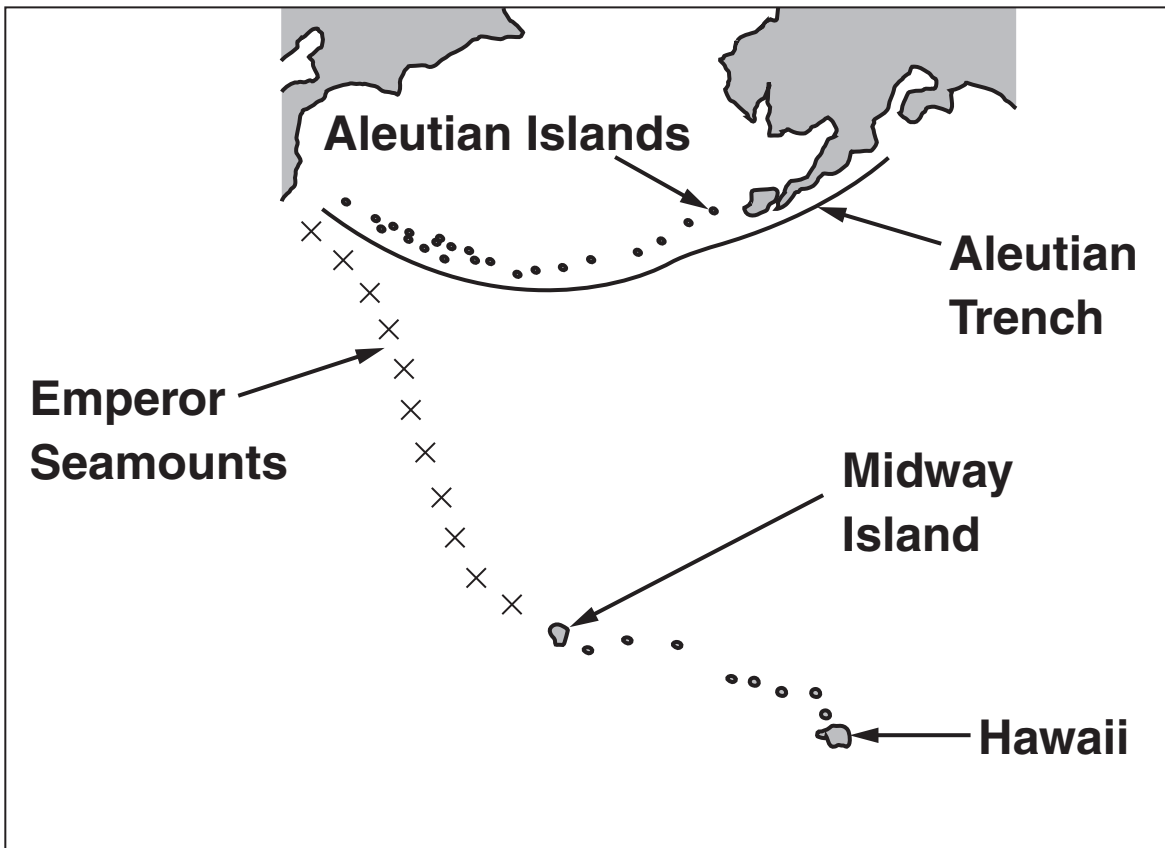 Aleutian Islands
Aleutian
Trench
Emperor
Seamounts
Midway
Island
Hawaii